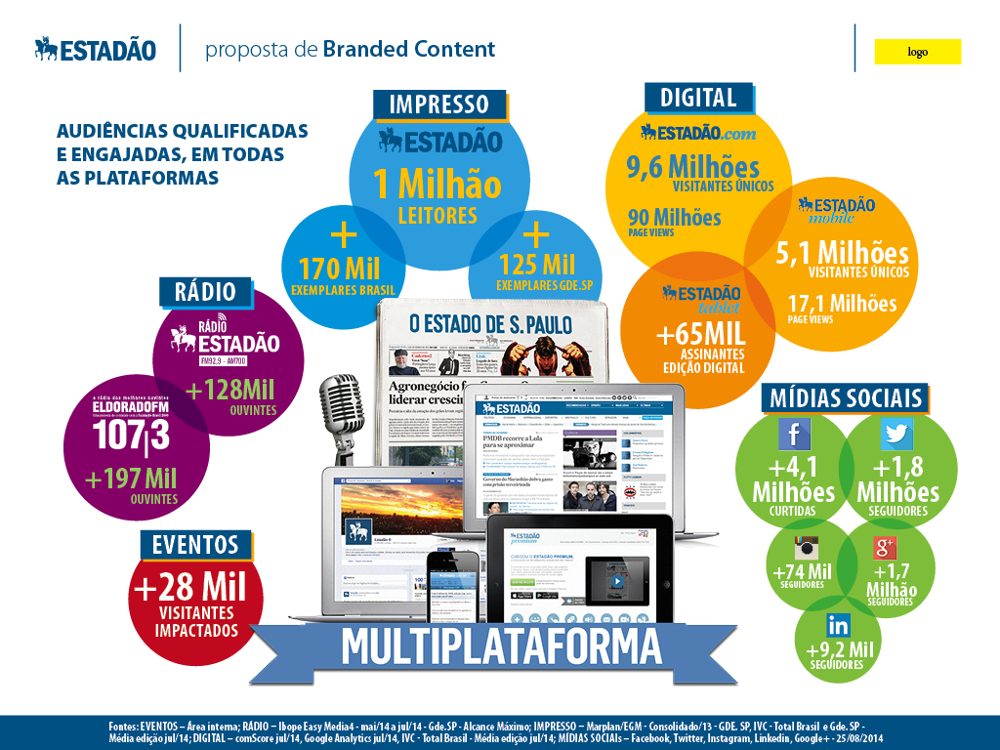 ESTADÃO
proposta de Branded Content
logo
AUDIÊNCIAS QUALIFICADAS
E ENGAJADAS, EM TODAS
AS PLATAFORMAS
IMPRESSO
ESTADÃO
1 Milhão
LEITORES
+
170 Mil
EXEMPLARES BRASIL
+
125 Mil
EXEMPLARES GDE.SP
DIGITAL
ESTADÃO.com
9,6 Milhões
VISITANTES ÚNICOS
90 Milhões
PAGE VIEWS
ESTADÃO
mobile
5,1 Milhões
VISITANTES ÚNICOS
17,1 Milhões
PAGE VIEWS
ESTADÃO
tablet
+65MIL
ASSINANTES
EDIÇÃO DIGITAL
RÁDIO
RÁDIO
ESTADÃO
FM92.9 - AM700
+128Mil
OUVINTES
a rádio dos melhores ouvintes
ELDORADOFM
107,3
+197 Mil
OUVINTES
EVENTOS
+28 Mil
VISITANTES
IMPACTADOS
O ESTADO DE S. PAULO
Agronegócio
liderar crescim
ESTADÃO
PMDB recorre a Lula
para se aproximar
Governo do Maranhão dobra gasto
com prisão terceirizada
ESTADÃO
premium
CHEGOU O ESTADÃO PREMIUM.
MÍDIAS SOCIAIS
+4,1
Milhões
CURTIDAS
+1,8
Milhões
SEGUIDORES
+74 Mil
SEGUIDORES
+1,7
Milhão
SEGUIDORES
+9,2 Mil
SEGUIDORES
MULTIPLATAFORMA
Fontes: EVENTOS – Área interna; RÁDIO – Ibope Easy Media4 - mai/14 a jul/14 - Gde.SP - Alcance Máximo; IMPRESSO – Marplan/EGM - Consolidado/13 - GDE. SP, IVC - Total Brasil e Gde. SP -
Média edição jul/14; DIGITAL – comScore jul/14, Google Analytics jul/14, IVC - Total Brasil - Média edição jul/14; MÍDIAS SOCIAIs – Facebook, Twitter, Instagram, Linkedin, Google+ - 25/08/2014